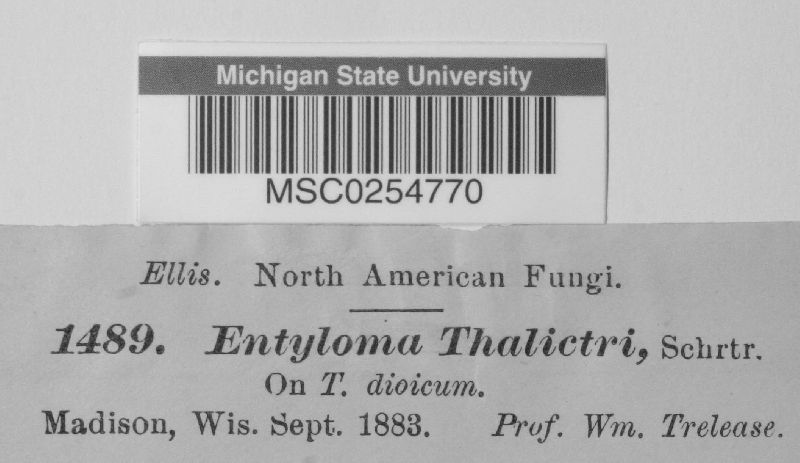 Michigan State University
MSC0254770
Ellis. North American Fungi.
1489. Entyloma Thalictri, Schrtr.
On T. dioicum.
Madison, Wis. Sept. 1883. Prof. Wm. Trelease.